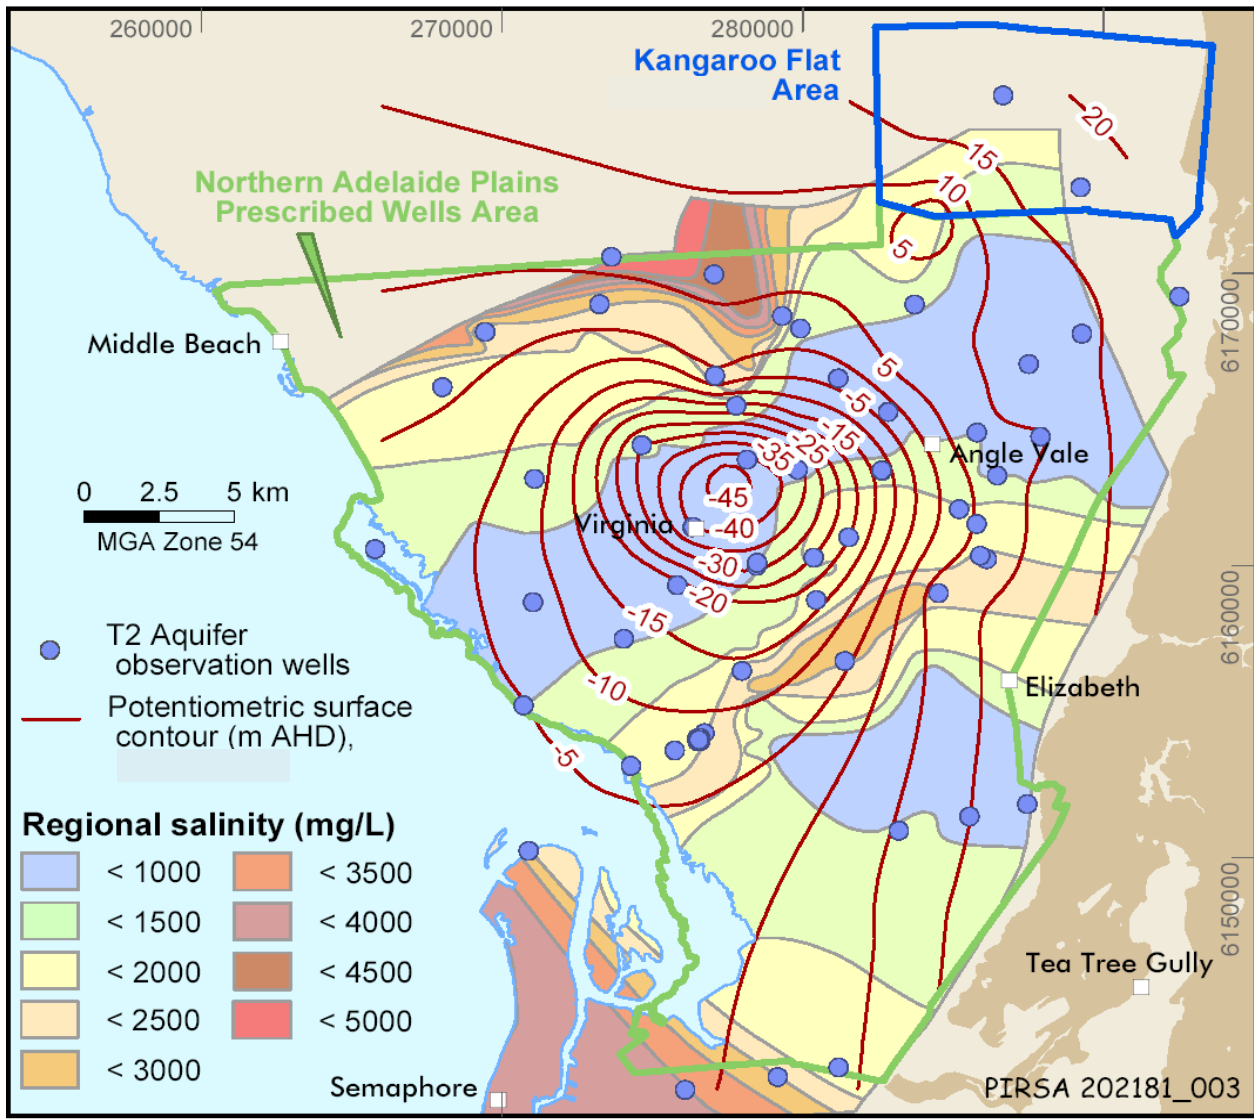 260000
270000
280000
Kangaroo Flat
Area
20
15
10
5
Northern Adelaide Plains
Prescribed Wells Area
6170000
Middle Beach
5
-5
-15
-25
-35
Angle Vale
0 2.5 5 km
MGA Zone 54
-45
Virginia
-40
-30
-20
-15
-10
-5
6160000
T2 Aquifer
observation wells
Potentiometric surface
contour (m AHD),
Elizabeth
Regional salinity (mg/L)
< 1000 < 3500
< 1500 < 4000
< 2000 < 4500
< 2500 < 5000
< 3000
6150000
Tea Tree Gully
Semaphore
PIRSA 202181_003